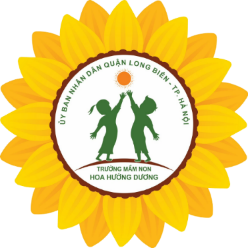 ỦY BAN NHÂN DÂN QUẬN LONG BIÊN - TP. HÀ NỘI
TRƯỜNG MẦM NON
HOA HƯỚNG DƯƠNG